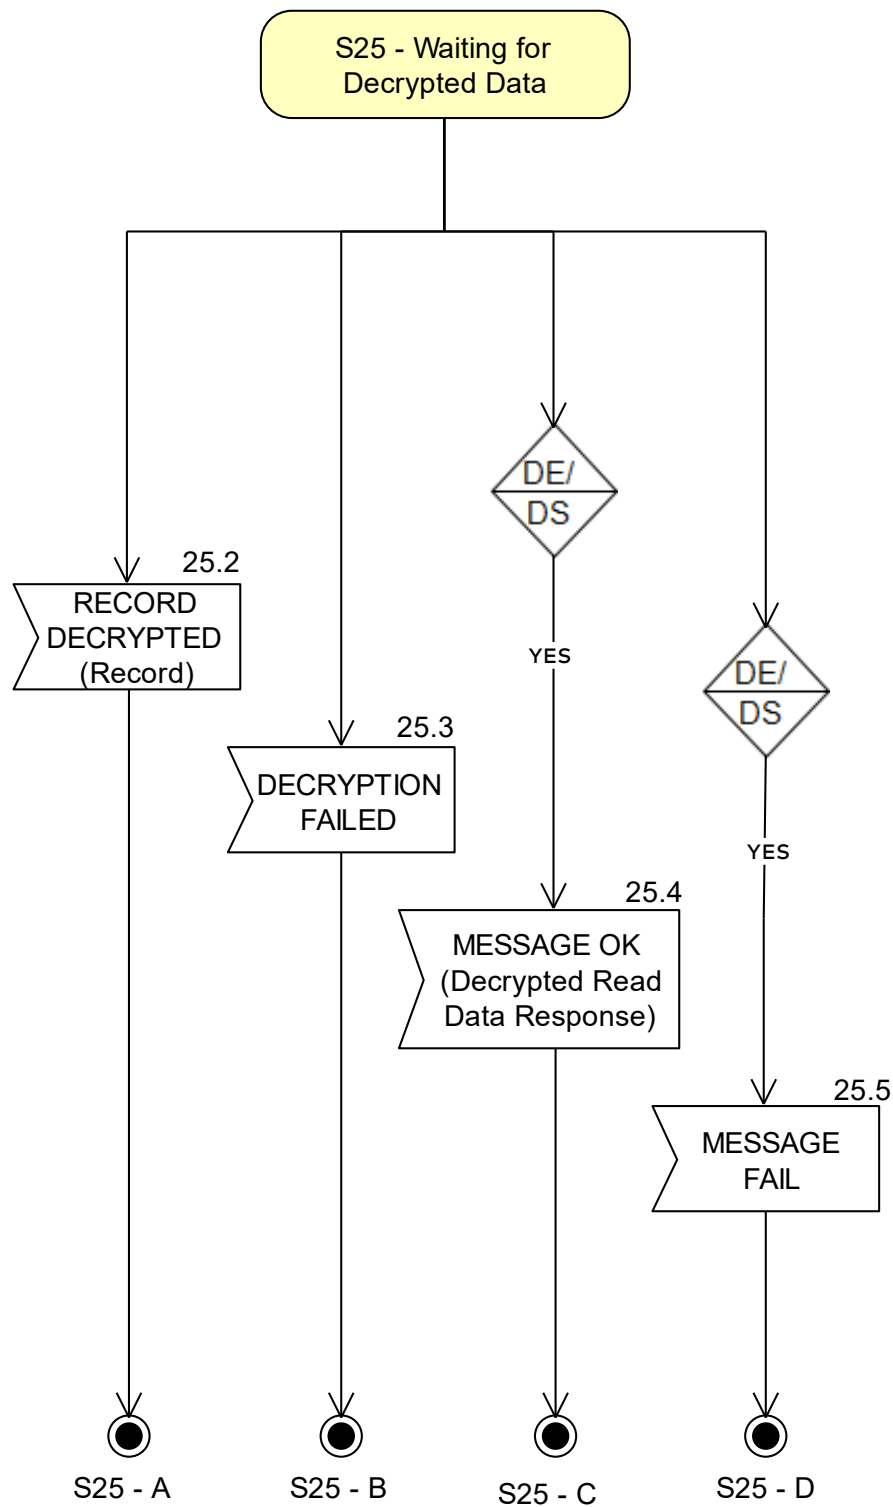 S25 - Waiting for
Decrypted Data
DE/
DS
25.2
RECORD
DECRYPTED
(Record)
YES
DE/
DS
25.3
DECRYPTION
FAILED
YES
25.4
MESSAGE OK
(Decrypted Read
Data Response)
25.5
MESSAGE
FAIL
S25 - A
S25 - B
S25 - C
S25 - D